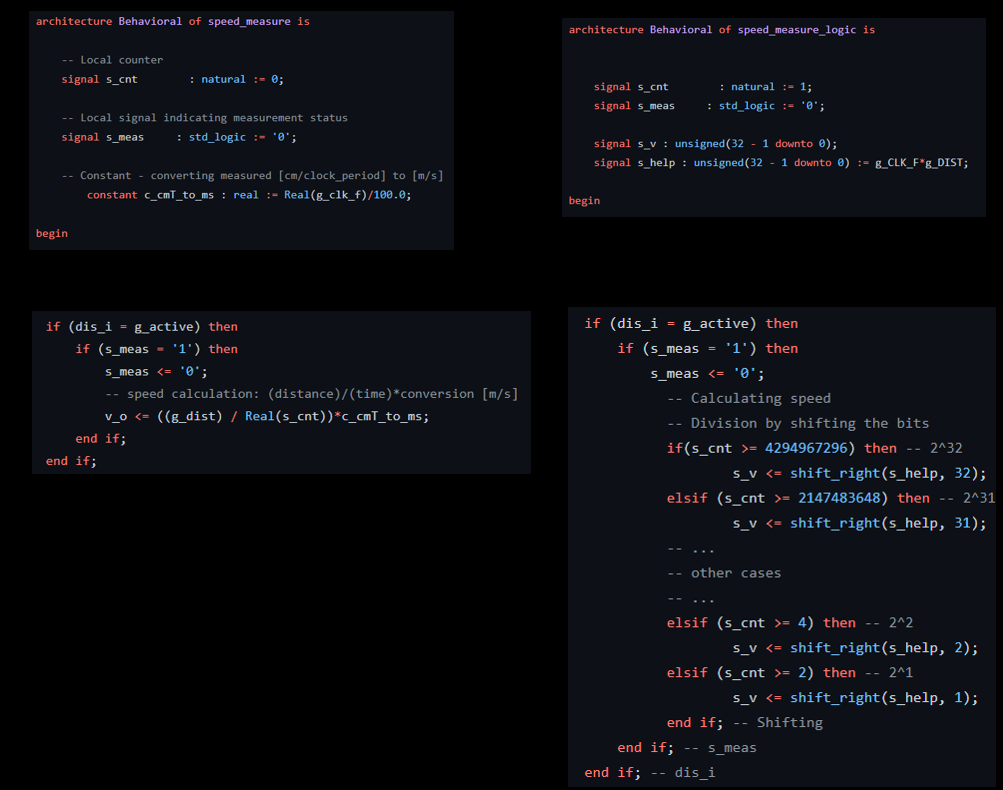 architecture Behavioral of speed_measure is
-- Local counter
signal s_cnt : natural := 0;
-- Local signal indicating measurement status
signal s_meas : std_logic := '0';
-- Constant - converting measured [cm/clock_period] to [m/s]
constant c_cmT_to_ms : real := Real(g_clk_f)/100.0;
begin
architecture Behavioral of speed_measure_logic is
signal s_cnt : natural := 1;
signal s_meas : std_logic := '0';
signal s_v : unsigned(32 - 1 downto 0);
signal s_help : unsigned(32 - 1 downto 0) := g_CLK_F*g_DIST;
begin
if (dis_i = g_active) then
if (s_meas = '1') then
s_meas <= '0';
-- speed calculation: (distance)/(time)*conversion [m/s]
v_o <= ((g_dist) / Real(s_cnt))*c_cmT_to_ms;
end if;
end if;
if (dis_i = g_active) then
if (s_meas = '1') then
s_meas <= '0';
-- Calculating speed
-- Division by shifting the bits
if(s_cnt >= 4294967296) then -- 2^32
s_v <= shift_right(s_help, 32);
elsif (s_cnt >= 2147483648) then -- 2^31
s_v <= shift_right(s_help, 31);
-- ...
-- other cases
-- ...
elsif (s_cnt >= 4) then -- 2^2
s_v <= shift_right(s_help, 2);
elsif (s_cnt >= 2) then -- 2^1
s_v <= shift_right(s_help, 1);
end if; -- Shifting
end if; -- s_meas
end if; -- dis_i